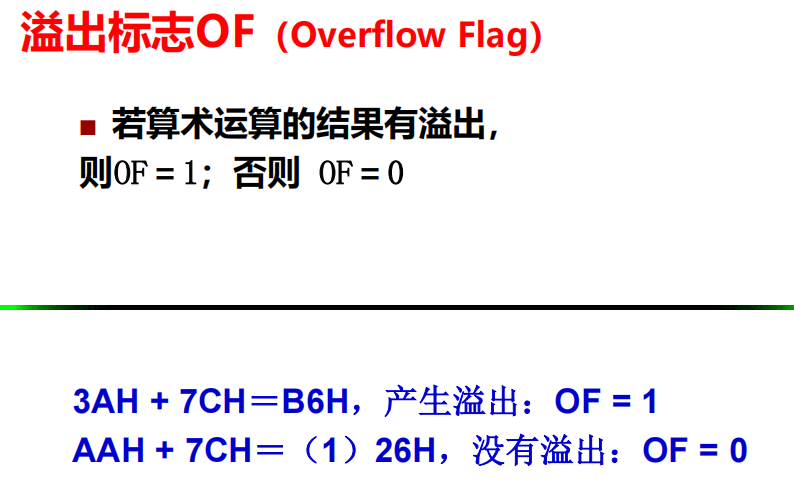 溢出标志OF（Overflow Flag）
■ 若算术运算的结果有溢出，
则OF＝1；否则 OF＝0
3AH + 7CH＝B6H，产生溢出：OF = 1
AAH + 7CH＝（1）26H，没有溢出：OF = 0